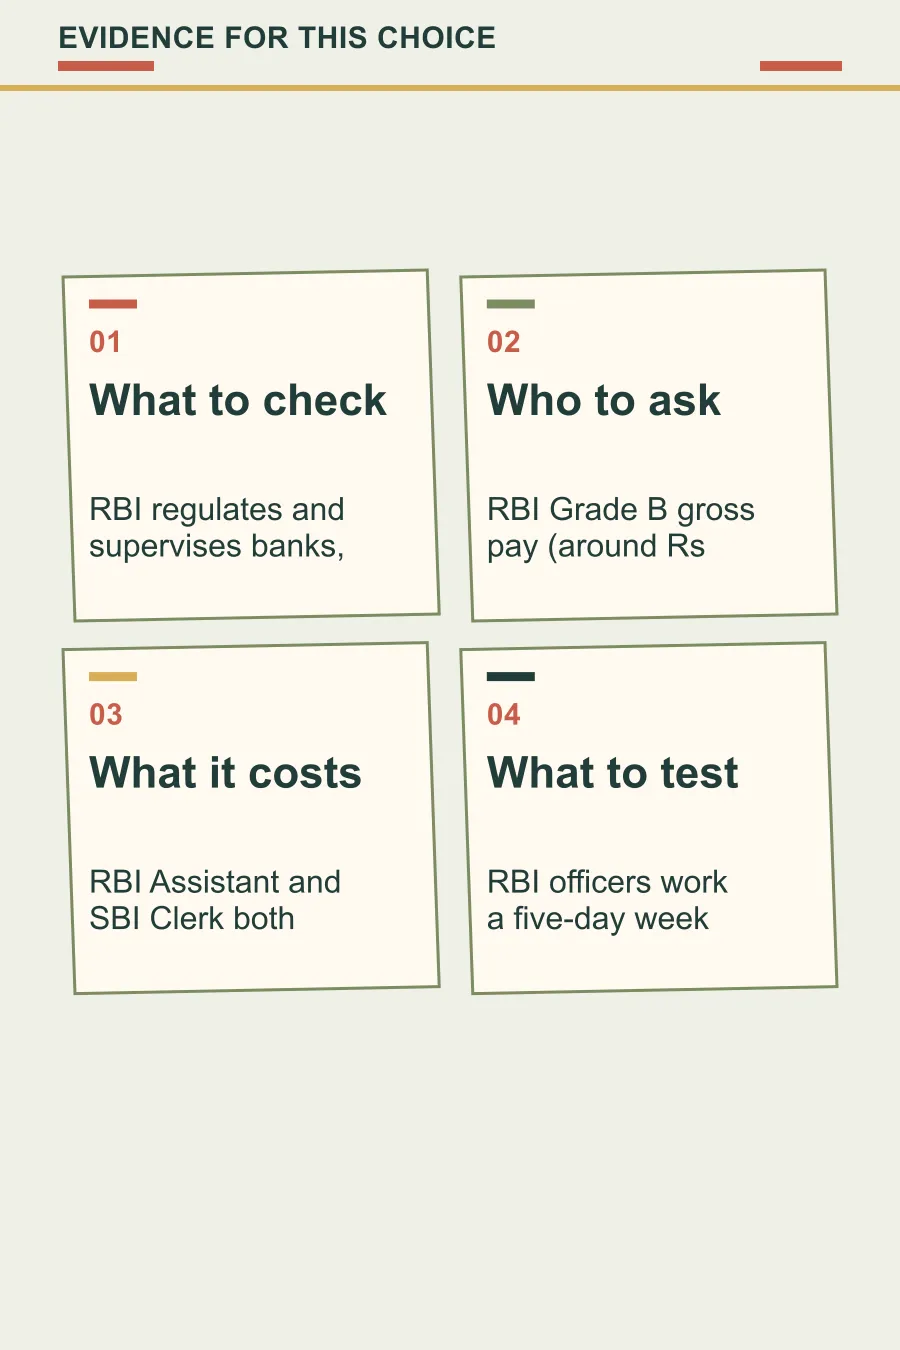 EVIDENCE FOR THIS CHOICE
01
What to check
RBI regulates and
supervises banks,
02
Who to ask
RBI Grade B gross
pay (around Rs
03
What it costs
RBI Assistant and
SBI Clerk both
04
What to test
RBI officers work
a five-day week